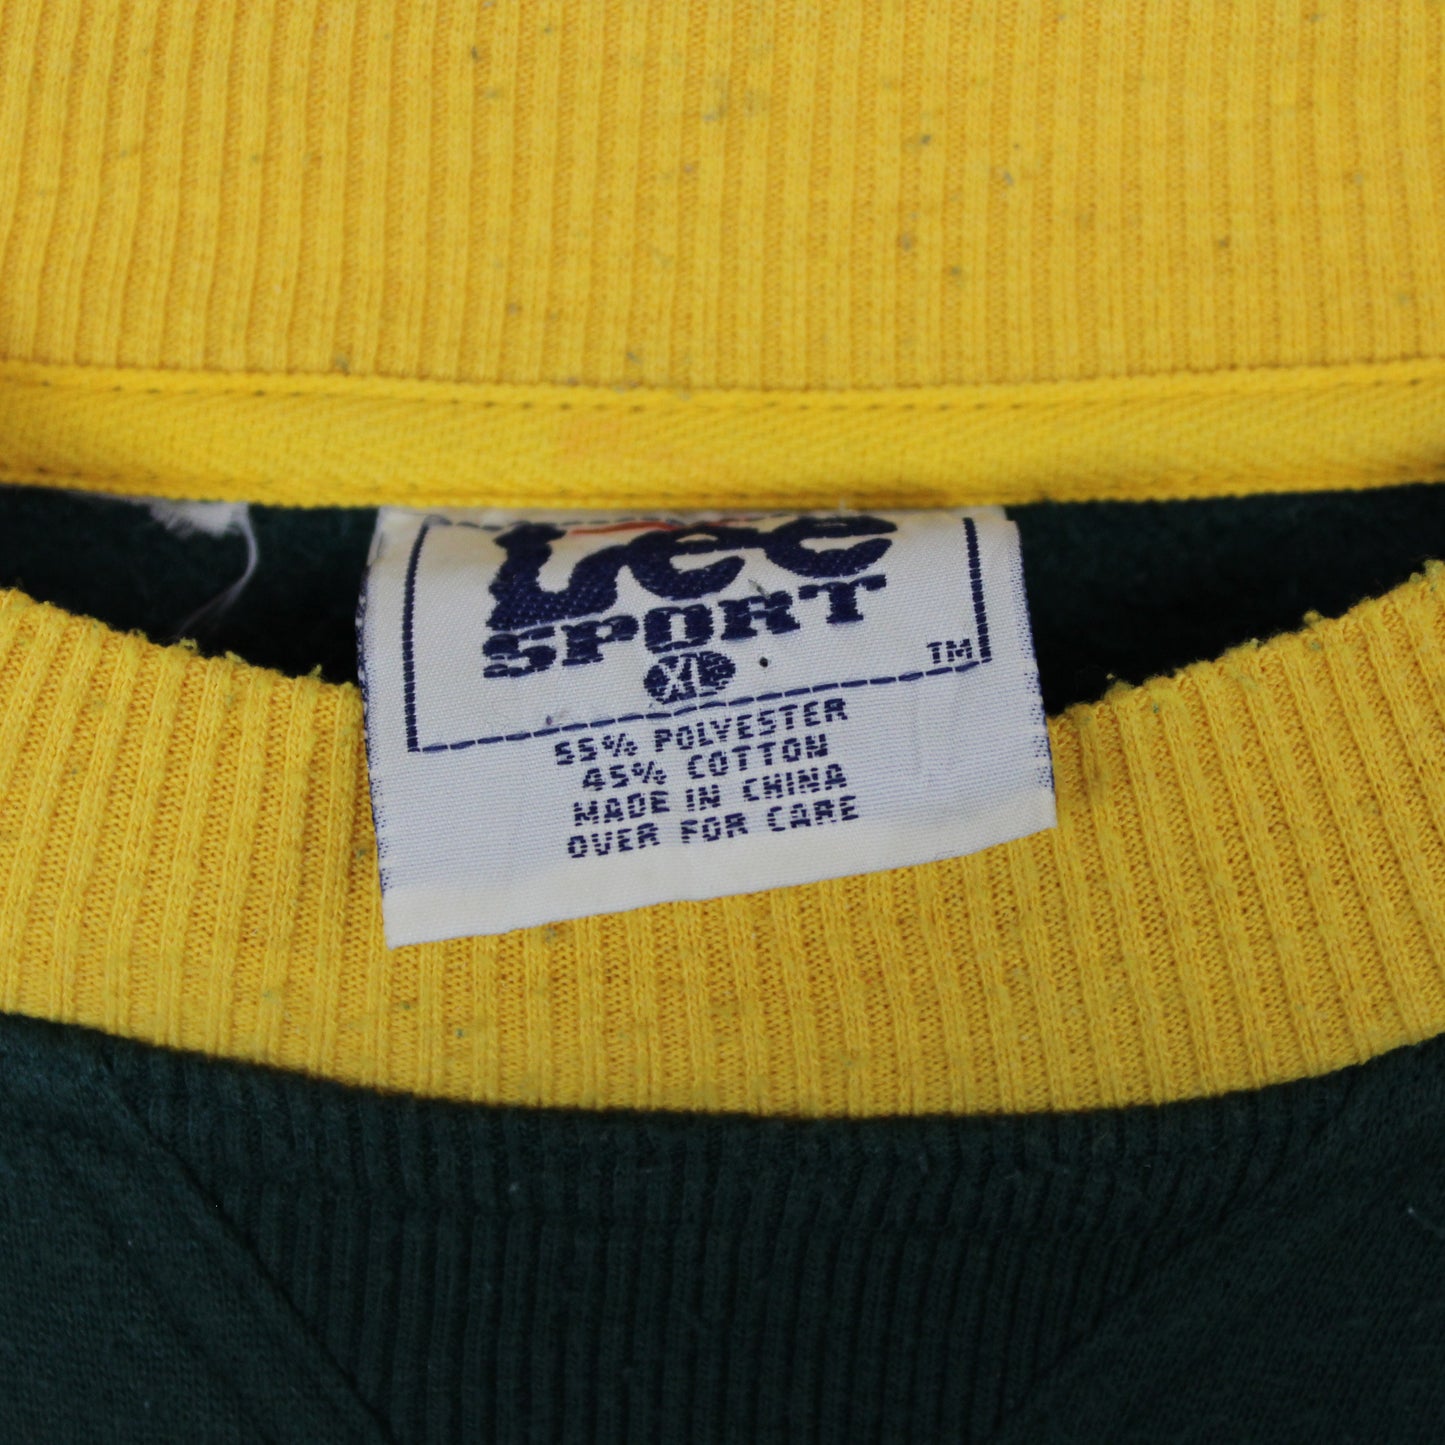 Lee
SPORT
XL
TM
55% POLYESTER
45% COTTON
MADE IN CHINA
OVER FOR CARE